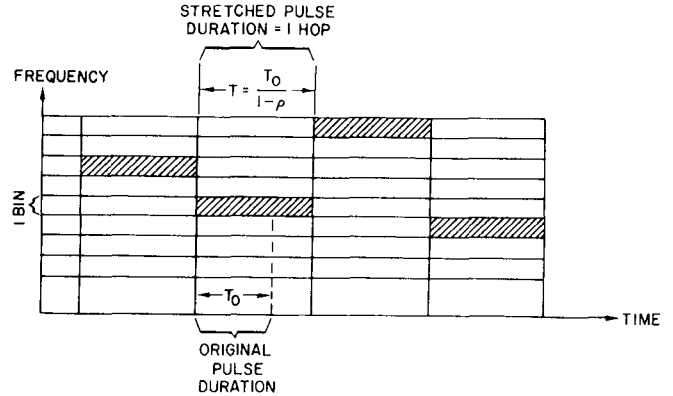 STRETCHED PULSE
DURATION = 1 HOP
FREQUENCY
T = T₀
1-ρ
1 BIN
T₀
TIME
ORIGINAL
PULSE
DURATION